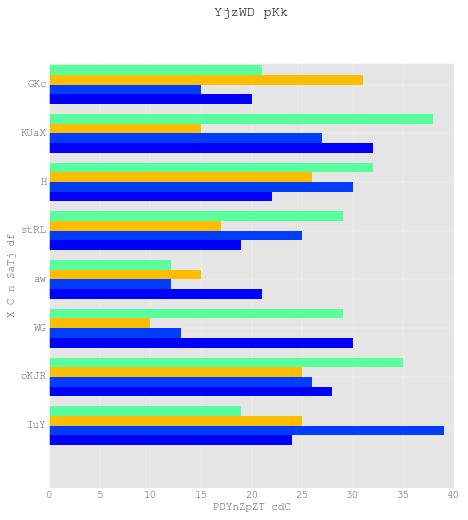 YjzWD pKk
GKc
KUaX
H
stRL
aw
WG
oKJR
IuY
X C n SaTj df
0 5 10 15 20 25 30 35 40
PDYnZpZT cdC